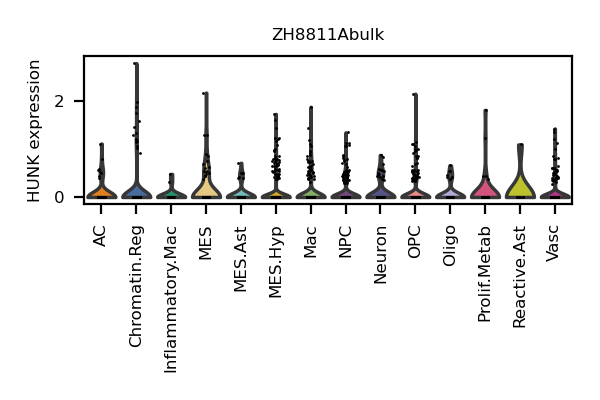 ZH8811Abulk
HUNK expression
2
0
AC
Chromatin.Reg
Inflammatory.Mac
MES
MES.Ast
MES.Hyp
Mac
NPC
Neuron
OPC
Oligo
Prolif.Metab
Reactive.Ast
Vasc